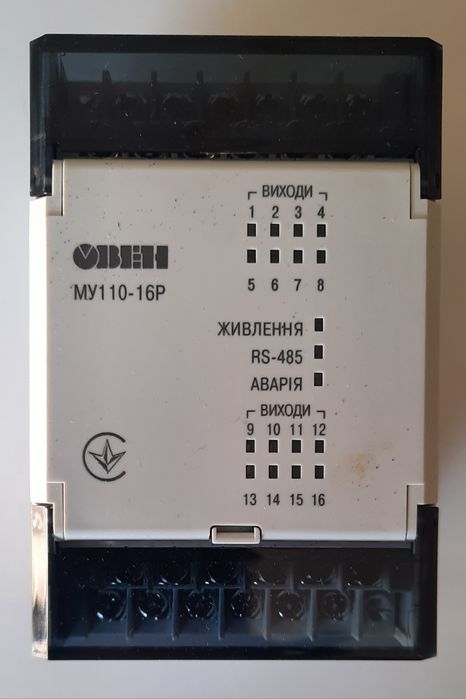 ВИХОДИ
1 2 3 4
5 6 7 8
ОВЕН
МУ110-16Р
ЖИВЛЕННЯ
RS-485
АВАРІЯ
ВИХОДИ
9 10 11 12
13 14 15 16